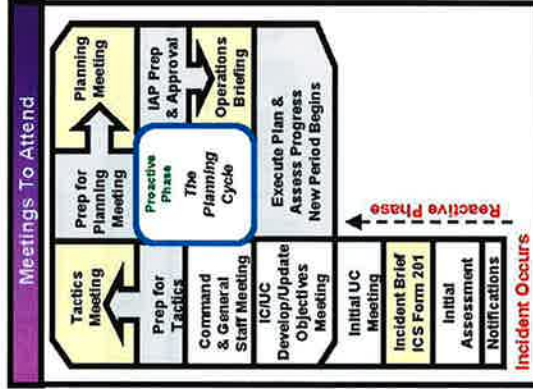 Meetings To Attend
Tactics
Meeting
Prep for
Planning
Meeting
Planning
Meeting
Prep for
Tactics
Proactive
Phase
The
Planning
Cycle
IAP Prep
& Approval
Command
& General
Staff Meeting
Operations
Briefing
IC/UC
Develop/Update
Objectives
Meeting
Execute Plan &
Assess Progress
New Period Begins
Initial UC
Meeting
Incident Brief
ICS Form 201
Initial
Assessment
Notifications
Reactive Phase
Incident Occurs